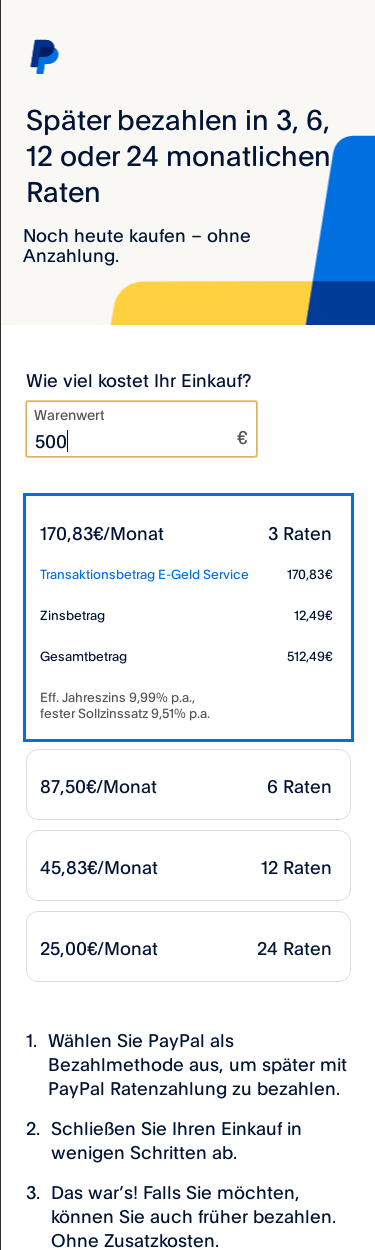 Später bezahlen in 3, 6,
12 oder 24 monatlichen
Raten
Noch heute kaufen – ohne
Anzahlung.
Wie viel kostet Ihr Einkauf?
Warenwert
500 €
170,83€/Monat 3 Raten
Transaktionsbetrag E-Geld Service 170,83€
Zinsbetrag 12,49€
Gesamtbetrag 512,49€
Eff. Jahreszins 9,99% p.a.,
fester Sollzinssatz 9,51% p.a.
87,50€/Monat 6 Raten
45,83€/Monat 12 Raten
25,00€/Monat 24 Raten
1. Wählen Sie PayPal als
Bezahlmethode aus, um später mit
PayPal Ratenzahlung zu bezahlen.
2. Schließen Sie Ihren Einkauf in
wenigen Schritten ab.
3. Das war’s! Falls Sie möchten,
können Sie auch früher bezahlen.
Ohne Zusatzkosten.